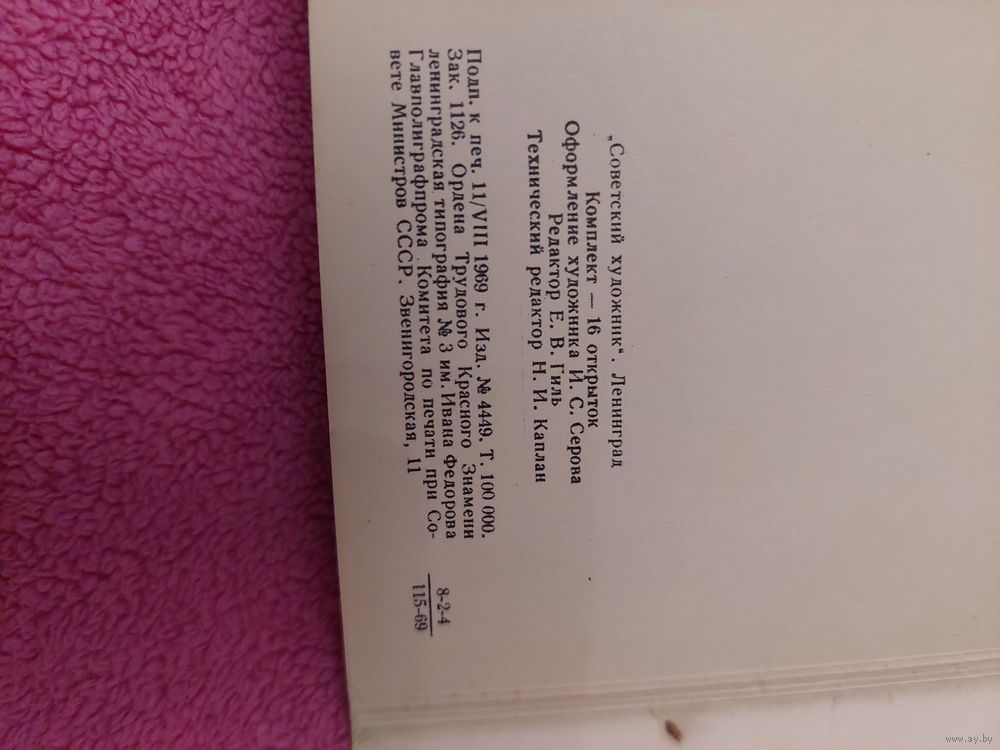 „Советский художник“. Ленинград
Комплект — 16 открыток
Оформление художника И. С. Серова
Редактор Е. В. Гиль
Технический редактор Н. И. Каплан
Подп. к печ. 11/VIII 1969 г. Изд. № 4449. Т. 100 000.
Зак. 1126. Ордена Трудового Красного Знамени
ленинградская типография № 3 им. Ивана Федорова
Главполиграфпрома Комитета по печати при Со-
вете Министров СССР. Звенигородская, 11
8-2-4
115-69
www.ay.by